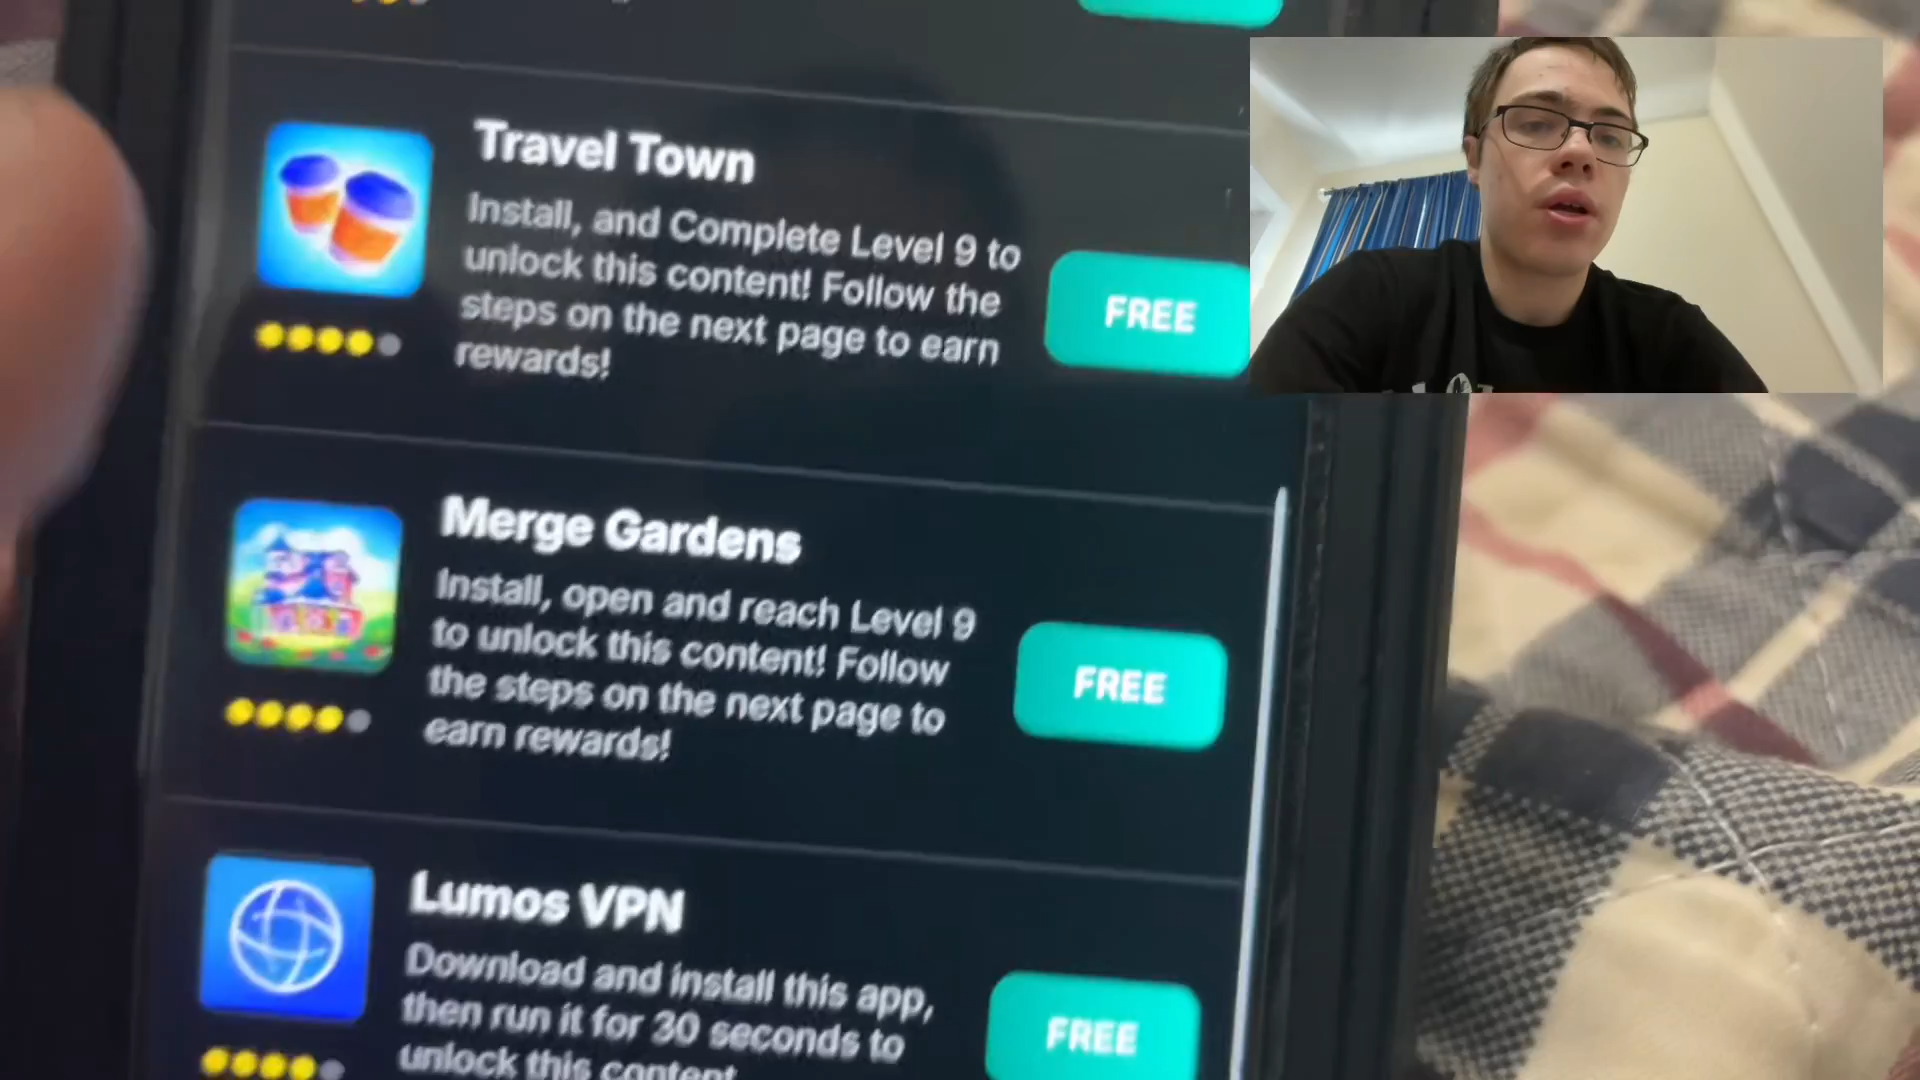 Travel Town
Install, and Complete Level 9 to
unlock this content! Follow the
steps on the next page to earn
rewards!
FREE
Merge Gardens
Install, open and reach Level 9
to unlock this content! Follow
the steps on the next page to
earn rewards!
FREE
Lumos VPN
Download and install this app,
then run it for 30 seconds to
unlock this content
FREE